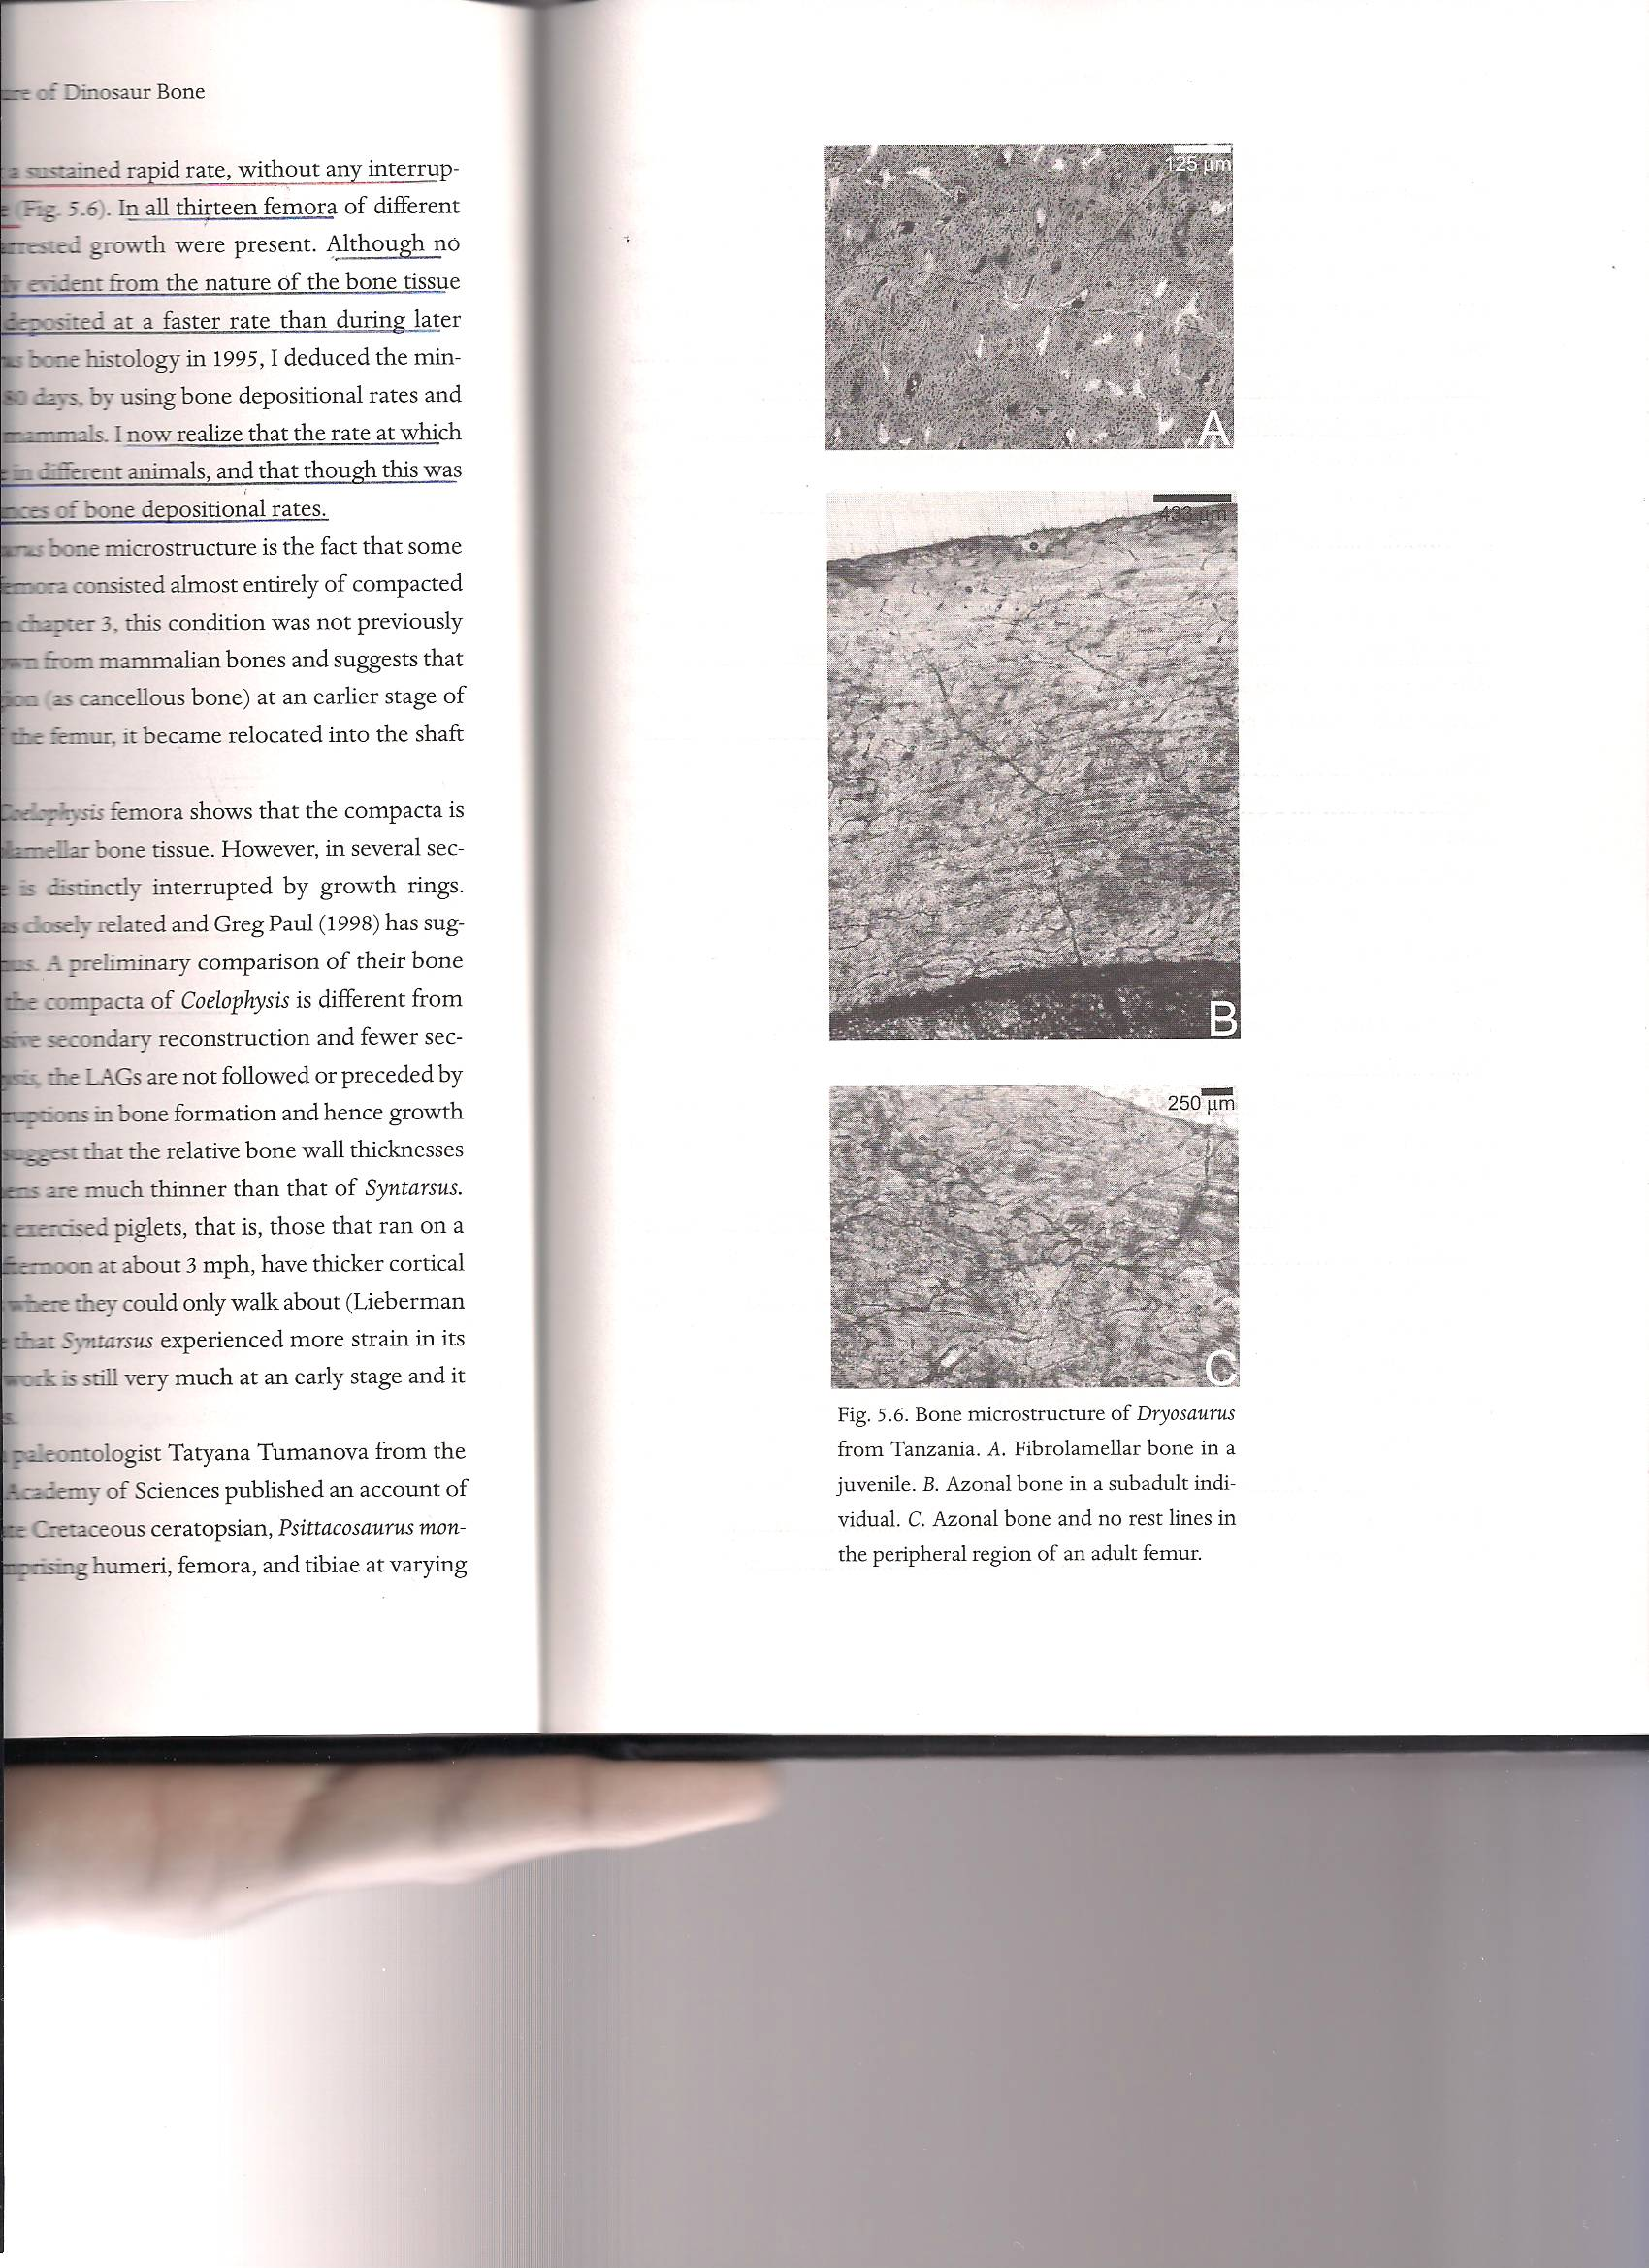 of Dinosaur Bone
a sustained rapid rate, without any interrup-
(Fig. 5.6). In all thirteen femora of different
arrested growth were present. Although no
evident from the nature of the bone tissue
deposited at a faster rate than during later
bone histology in 1995, I deduced the min-
days, by using bone depositional rates and
mammals. I now realize that the rate at which
in different animals, and that though this was
of bone depositional rates.
bone microstructure is the fact that some
femora consisted almost entirely of compacted
chapter 3, this condition was not previously
from mammalian bones and suggests that
(as cancellous bone) at an earlier stage of
the femur, it became relocated into the shaft
Coelophysis femora shows that the compacta is
lamellar bone tissue. However, in several sec-
is distinctly interrupted by growth rings.
closely related and Greg Paul (1998) has sug-
A preliminary comparison of their bone
the compacta of Coelophysis is different from
secondary reconstruction and fewer sec-
the LAGs are not followed or preceded by
in bone formation and hence growth
suggest that the relative bone wall thicknesses
are much thinner than that of Syntarsus.
exercised piglets, that is, those that ran on a
at about 3 mph, have thicker cortical
where they could only walk about (Lieberman
that Syntarsus experienced more strain in its
work is still very much at an early stage and it
paleontologist Tatyana Tumanova from the
Academy of Sciences published an account of
Cretaceous ceratopsian, Psittacosaurus mon-
humeri, femora, and tibiae at varying
125 µm
A
433 µm
B
250 µm
C
Fig. 5.6. Bone microstructure of Dryosaurus
from Tanzania. A. Fibrolamellar bone in a
juvenile. B. Azonal bone in a subadult indi-
vidual. C. Azonal bone and no rest lines in
the peripheral region of an adult femur.